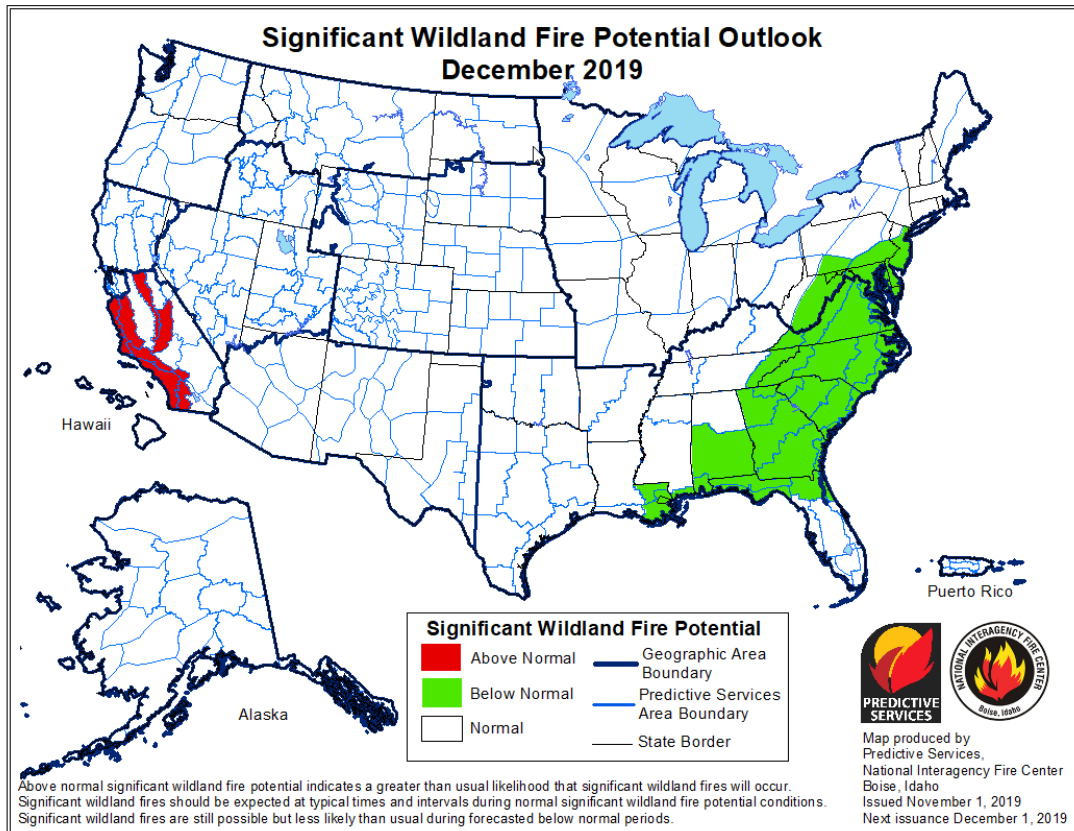 Significant Wildland Fire Potential Outlook
December 2019
Hawaii
Alaska
Puerto Rico
Significant Wildland Fire Potential
Above Normal
Below Normal
Normal
Geographic Area
Boundary
Predictive Services
Area Boundary
State Border
PREDICTIVE
SERVICES
NATIONAL INTERAGENCY FIRE CENTER
Boise, Idaho
Map produced by
Predictive Services,
National Interagency Fire Center
Boise, Idaho
Issued November 1, 2019
Next issuance December 1, 2019
Above normal significant wildland fire potential indicates a greater than usual likelihood that significant wildland fires will occur.
Significant wildland fires should be expected at typical times and intervals during normal significant wildland fire potential conditions.
Significant wildland fires are still possible but less likely than usual during forecasted below normal periods.